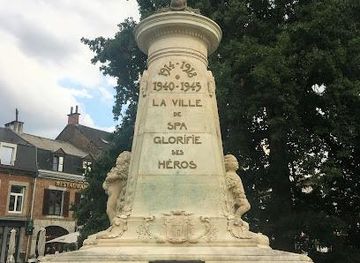 1914-1918
1940-1945
LA VILLE
DE
SPA
GLORIFIE
SES
HÉROS
RESTAURANT